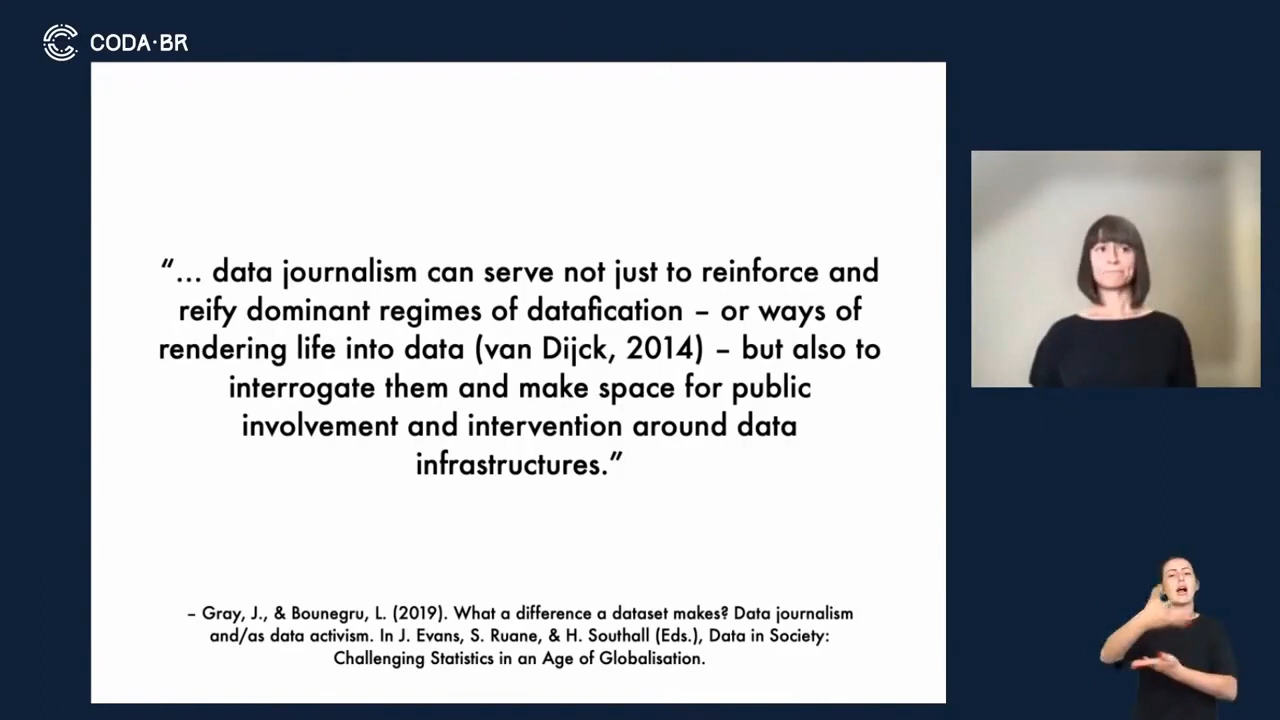 CODA·BR
“... data journalism can serve not just to reinforce and
reify dominant regimes of datafication – or ways of
rendering life into data (van Dijck, 2014) – but also to
interrogate them and make space for public
involvement and intervention around data
infrastructures.”
– Gray, J., & Bounegru, L. (2019). What a difference a dataset makes? Data journalism
and/as data activism. In J. Evans, S. Ruane, & H. Southall (Eds.), Data in Society:
Challenging Statistics in an Age of Globalisation.